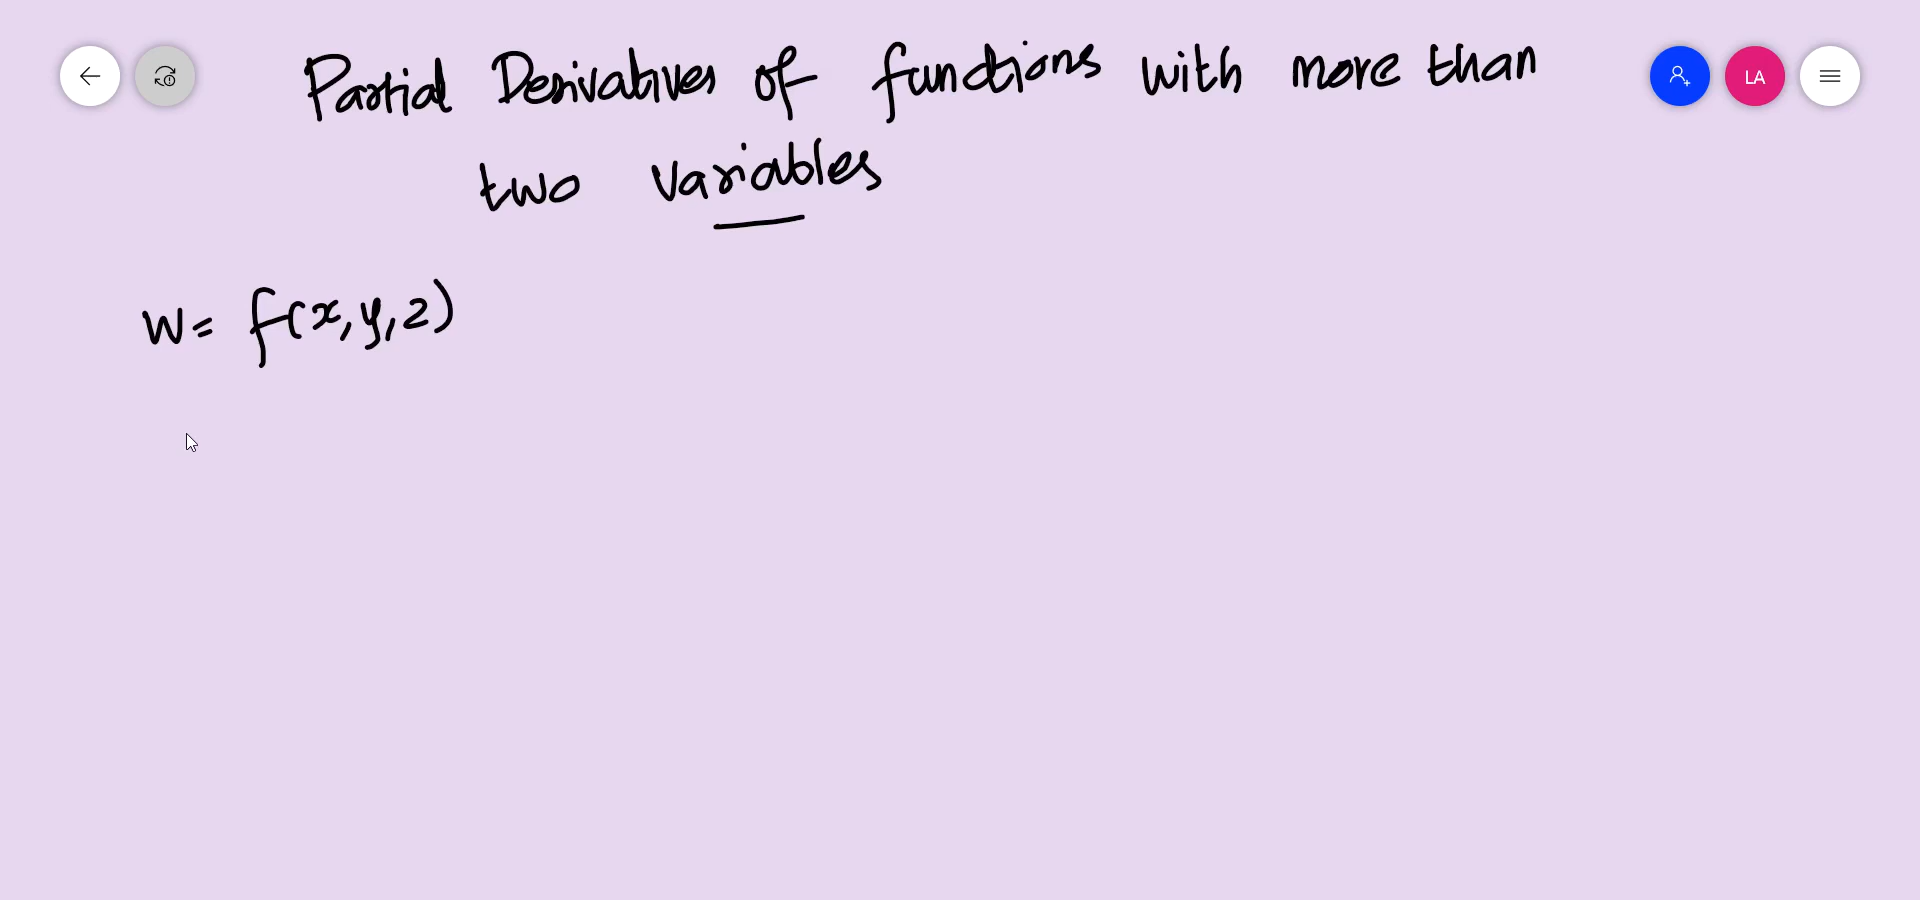 Partial Derivatives of functions with more than
LA
two variables
w = f(x, y, z)